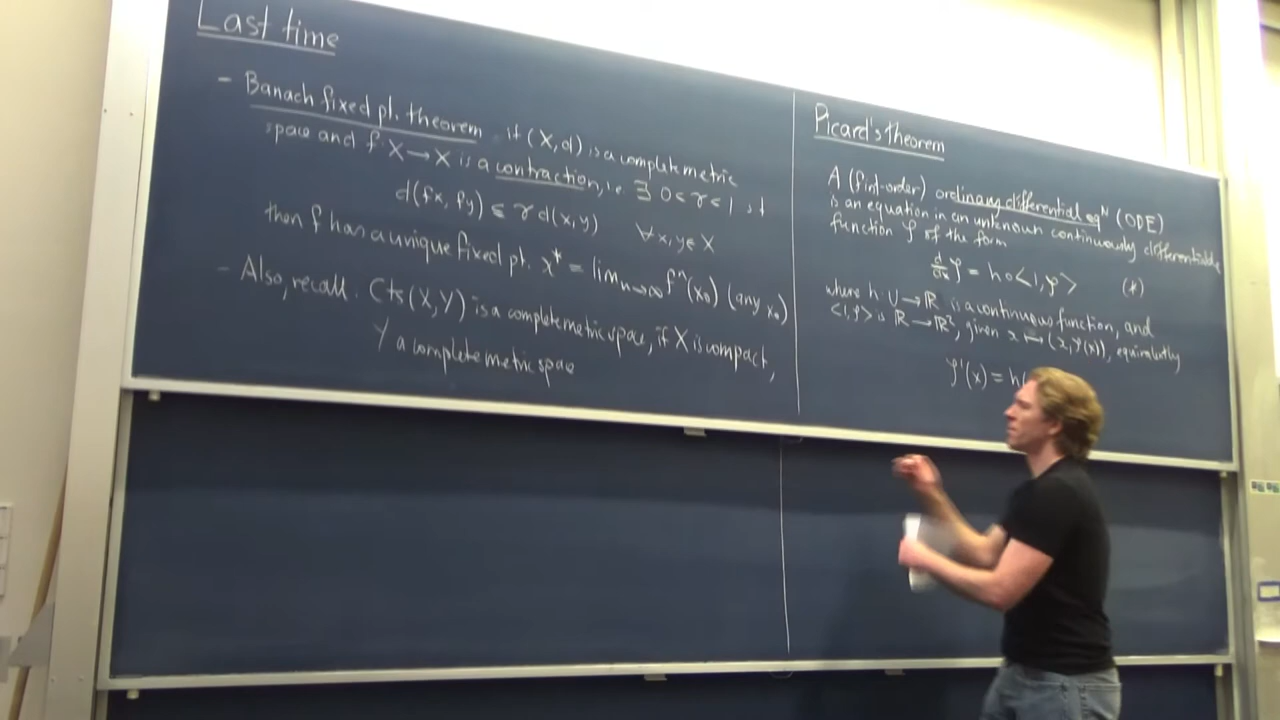 Last time
- Banach fixed pt. theorem if (X,d) is a complete metric
space and f: X→X is a contraction, i.e. ∃ 0<γ<1 s.t.
d(fx, fy) ≤ γ d(x,y) ∀x,y∈X
then f has a unique fixed pt. x* = lim n→∞ fⁿ(x₀) (any x₀)
- Also, recall. Cts(X,Y) is a complete metric space, if X is compact,
Y a complete metric space
Picard's theorem
A (first-order) ordinary differential eqⁿ (ODE)
is an equation in an unknown continuously differentiable
function φ of the form
d/dx φ = h∘<1,φ> (*)
where h: U→ℝ is a continuous function, and
<1,φ> is ℝ→ℝ², given x↦(x,φ(x)), equivalently
φ'(x) = h(